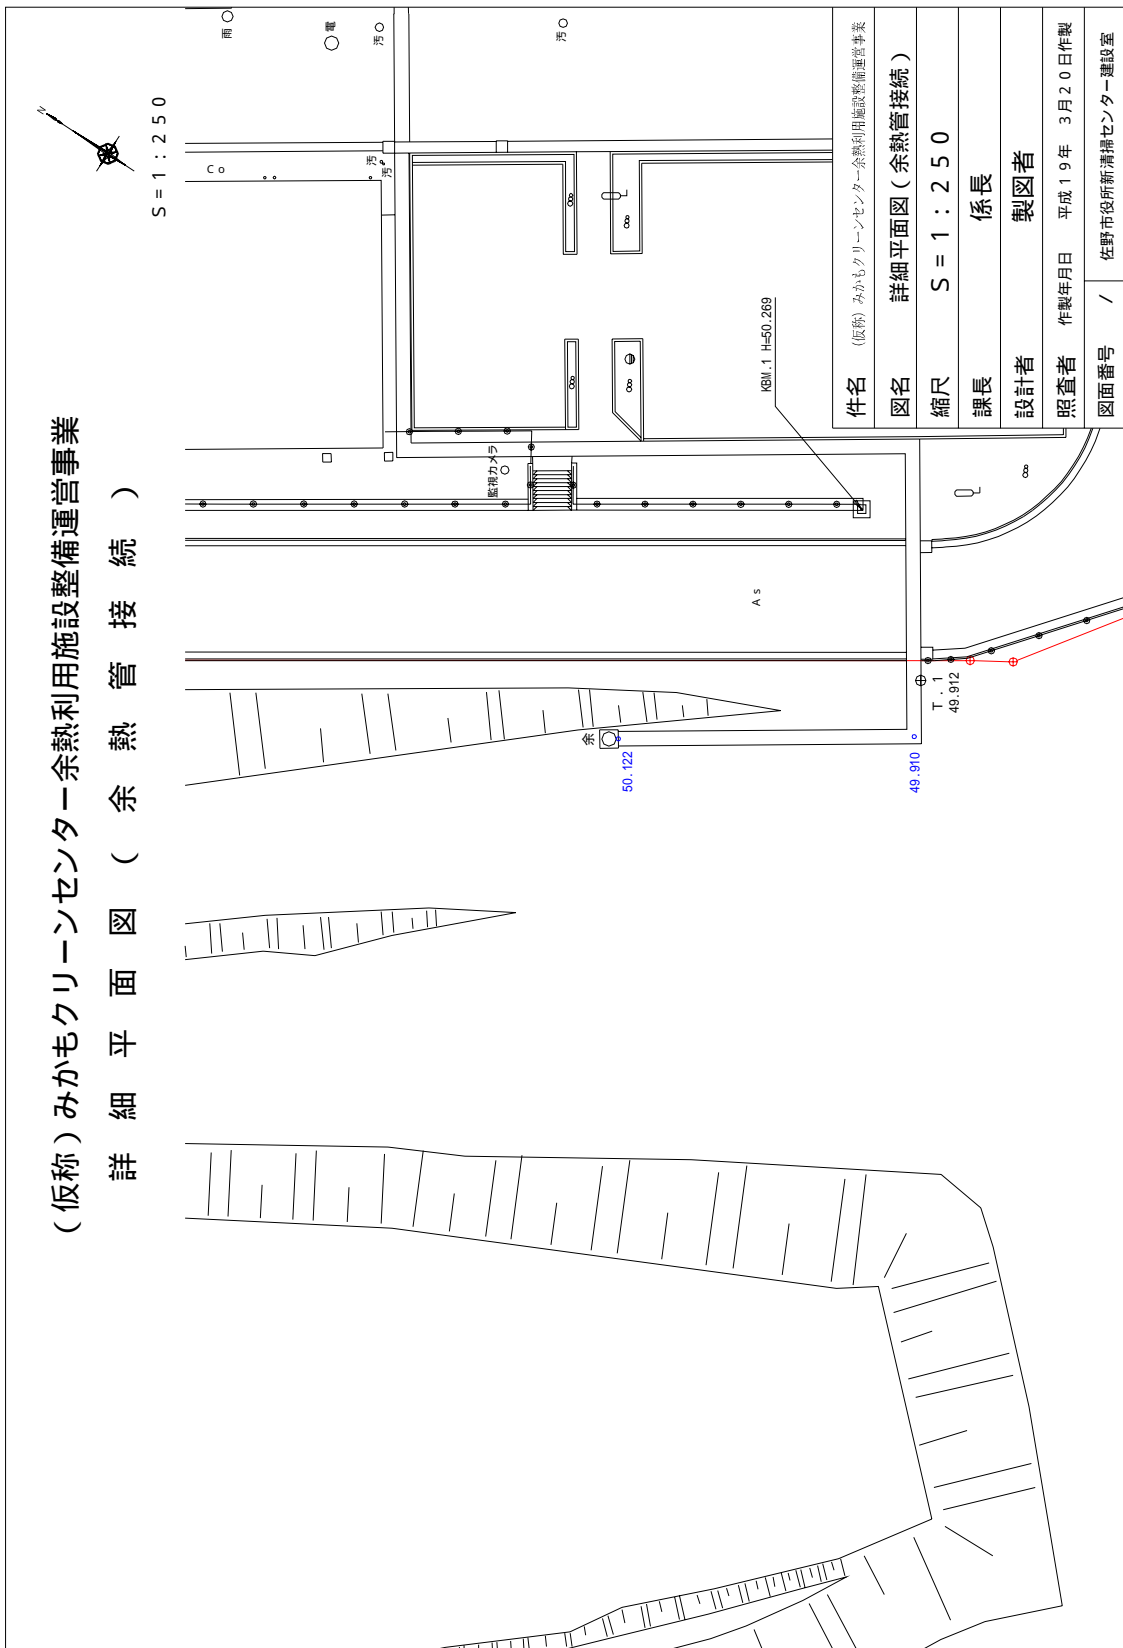 （仮称）みかもクリーンセンター余熱利用施設整備運営事業
詳細平面図（余熱管接続）
S=1:250
N
雨
電
汚
汚
Co
汚
汚
監視カメラ
KBM.1 H=50.269
As
T.1
49.912
余
50.122
49.910
件名 （仮称）みかもクリーンセンター余熱利用施設整備運営事業
図名 詳細平面図（余熱管接続）
縮尺 S=1:250
課長 係長
設計者 製図者
照査者 作製年月日 平成19年 3月20日作製
図面番号 / 佐野市役所新清掃センター建設室